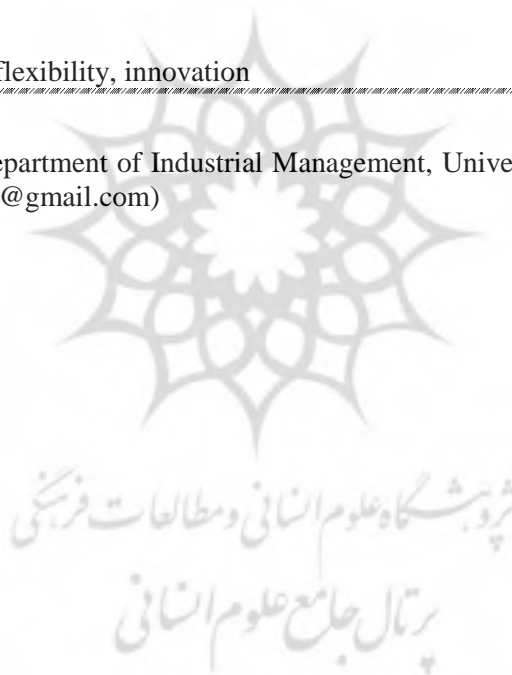 flexibility, innovation
epartment of Industrial Management, Unive
@gmail.com)
پژوهشگاه علوم انسانی و مطالعات فرهنگی
پرتال جامع علوم انسانی